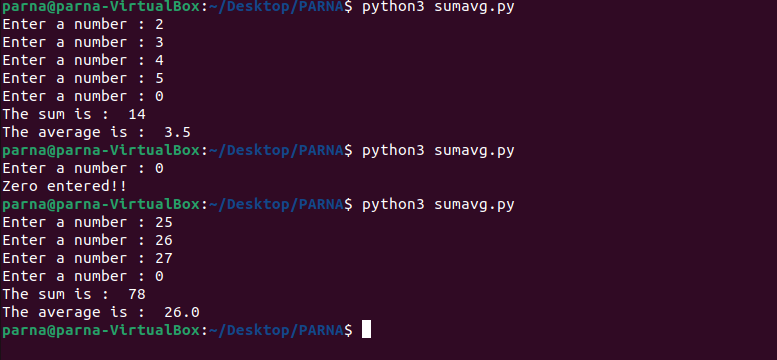 parna@parna-VirtualBox:~/Desktop/PARNA$ python3 sumavg.py
Enter a number : 2
Enter a number : 3
Enter a number : 4
Enter a number : 5
Enter a number : 0
The sum is :  14
The average is :  3.5
parna@parna-VirtualBox:~/Desktop/PARNA$ python3 sumavg.py
Enter a number : 0
Zero entered!!
parna@parna-VirtualBox:~/Desktop/PARNA$ python3 sumavg.py
Enter a number : 25
Enter a number : 26
Enter a number : 27
Enter a number : 0
The sum is :  78
The average is :  26.0
parna@parna-VirtualBox:~/Desktop/PARNA$